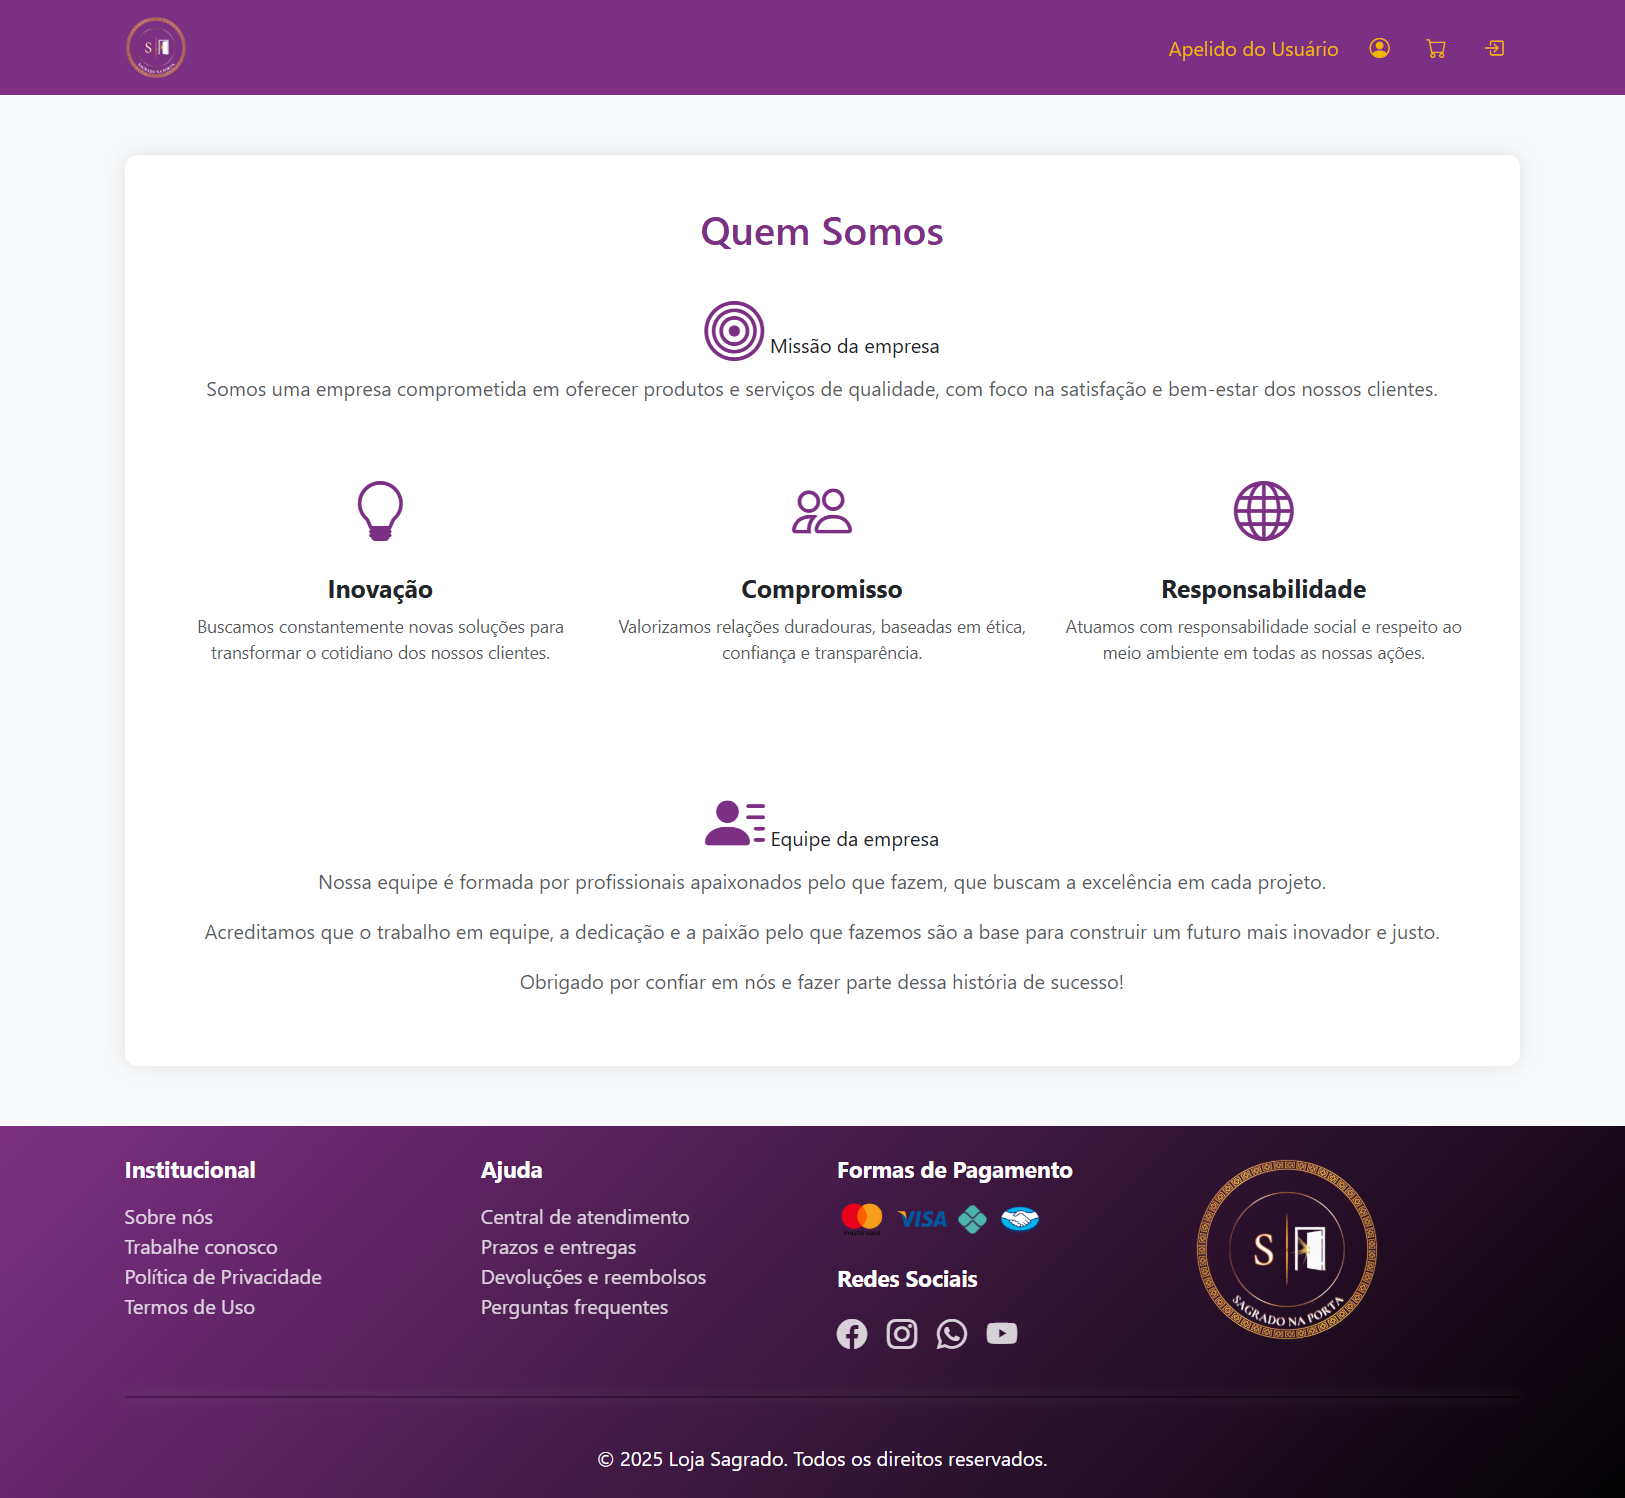 S
SAGRADO NA PORTA
Apelido do Usuário
Quem Somos
Missão da empresa
Somos uma empresa comprometida em oferecer produtos e serviços de qualidade, com foco na satisfação e bem-estar dos nossos clientes.
Inovação
Buscamos constantemente novas soluções para
transformar o cotidiano dos nossos clientes.
Compromisso
Valorizamos relações duradouras, baseadas em ética,
confiança e transparência.
Responsabilidade
Atuamos com responsabilidade social e respeito ao
meio ambiente em todas as nossas ações.
Equipe da empresa
Nossa equipe é formada por profissionais apaixonados pelo que fazem, que buscam a excelência em cada projeto.
Acreditamos que o trabalho em equipe, a dedicação e a paixão pelo que fazemos são a base para construir um futuro mais inovador e justo.
Obrigado por confiar em nós e fazer parte dessa história de sucesso!
Institucional
Sobre nós
Trabalhe conosco
Política de Privacidade
Termos de Uso
Ajuda
Central de atendimento
Prazos e entregas
Devoluções e reembolsos
Perguntas frequentes
Formas de Pagamento
mastercard
VISA
Redes Sociais
S
SAGRADO NA PORTA
© 2025 Loja Sagrado. Todos os direitos reservados.